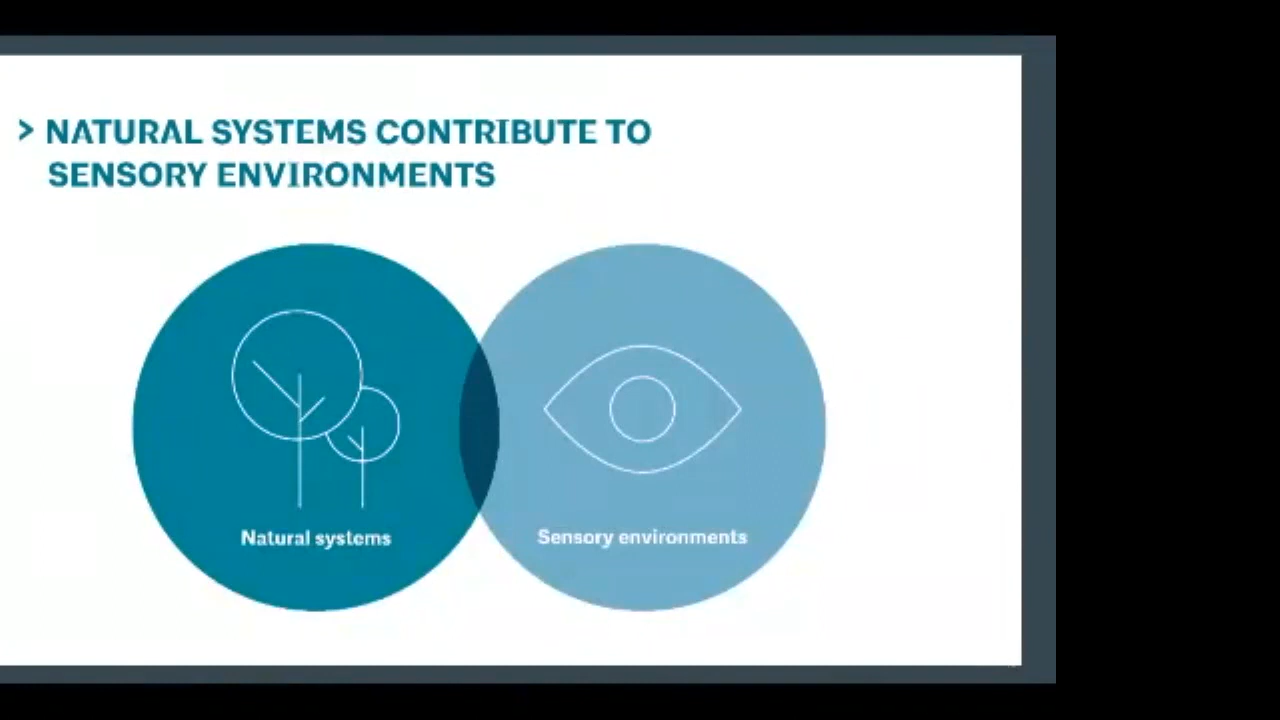 > NATURAL SYSTEMS CONTRIBUTE TO
SENSORY ENVIRONMENTS
Natural systems
Sensory environments